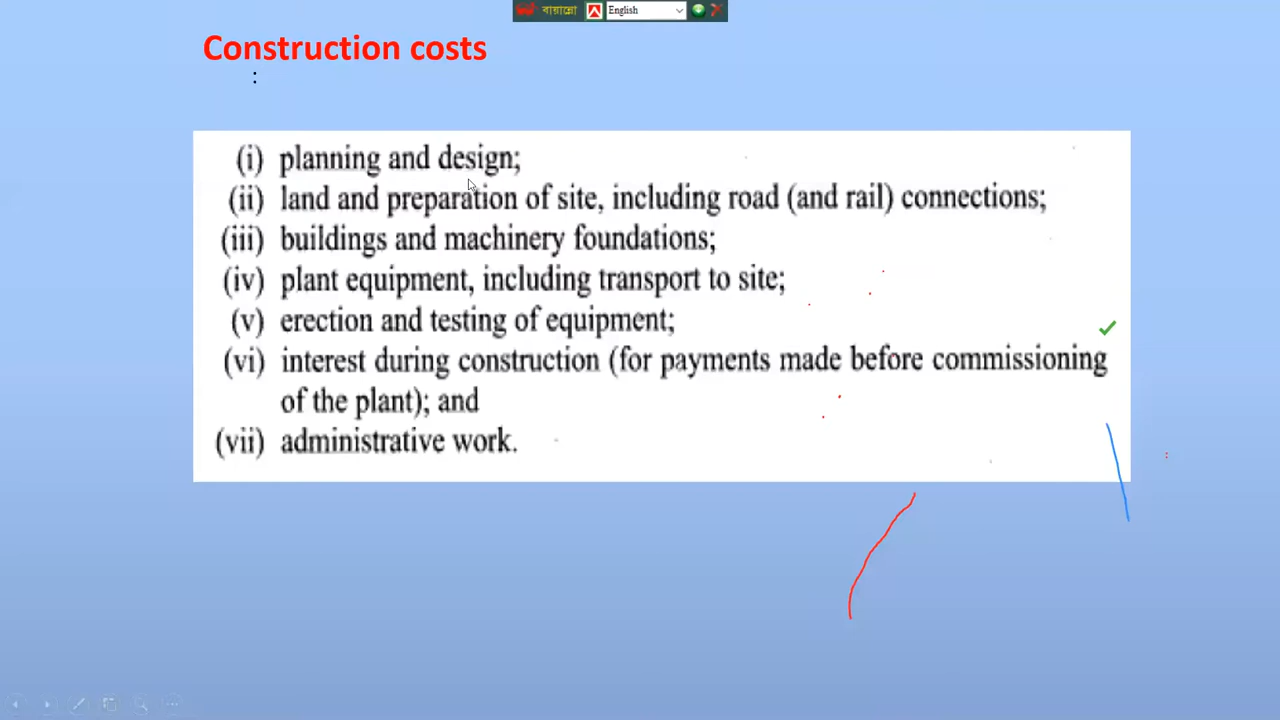 বায়ান্নো English
Construction costs
:
(i) planning and design;
(ii) land and preparation of site, including road (and rail) connections;
(iii) buildings and machinery foundations;
(iv) plant equipment, including transport to site;
(v) erection and testing of equipment;
(vi) interest during construction (for payments made before commissioning
of the plant); and
(vii) administrative work.